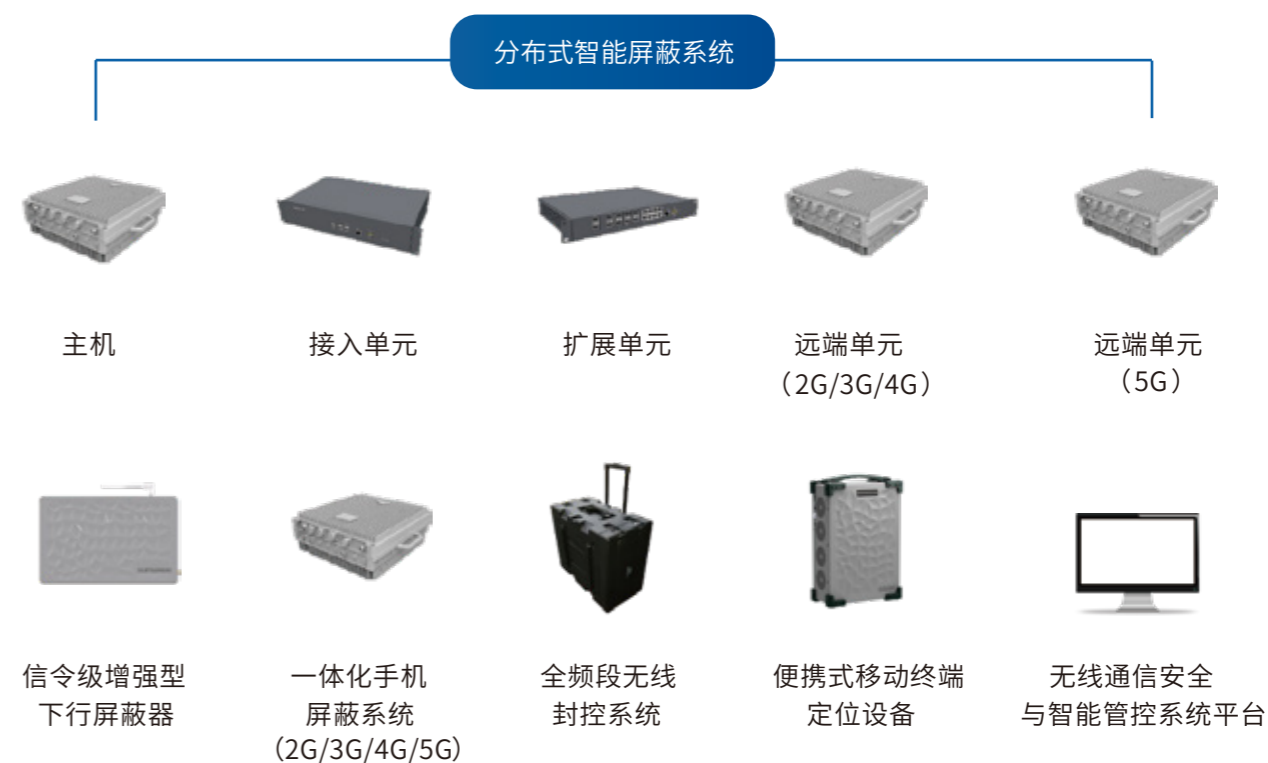 分布式智能屏蔽系统
主机
接入单元
扩展单元
远端单元
（2G/3G/4G）
远端单元
（5G）
信令级增强型
下行屏蔽器
一体化手机
屏蔽系统
（2G/3G/4G/5G）
全频段无线
封控系统
便携式移动终端
定位设备
无线通信安全
与智能管控系统平台